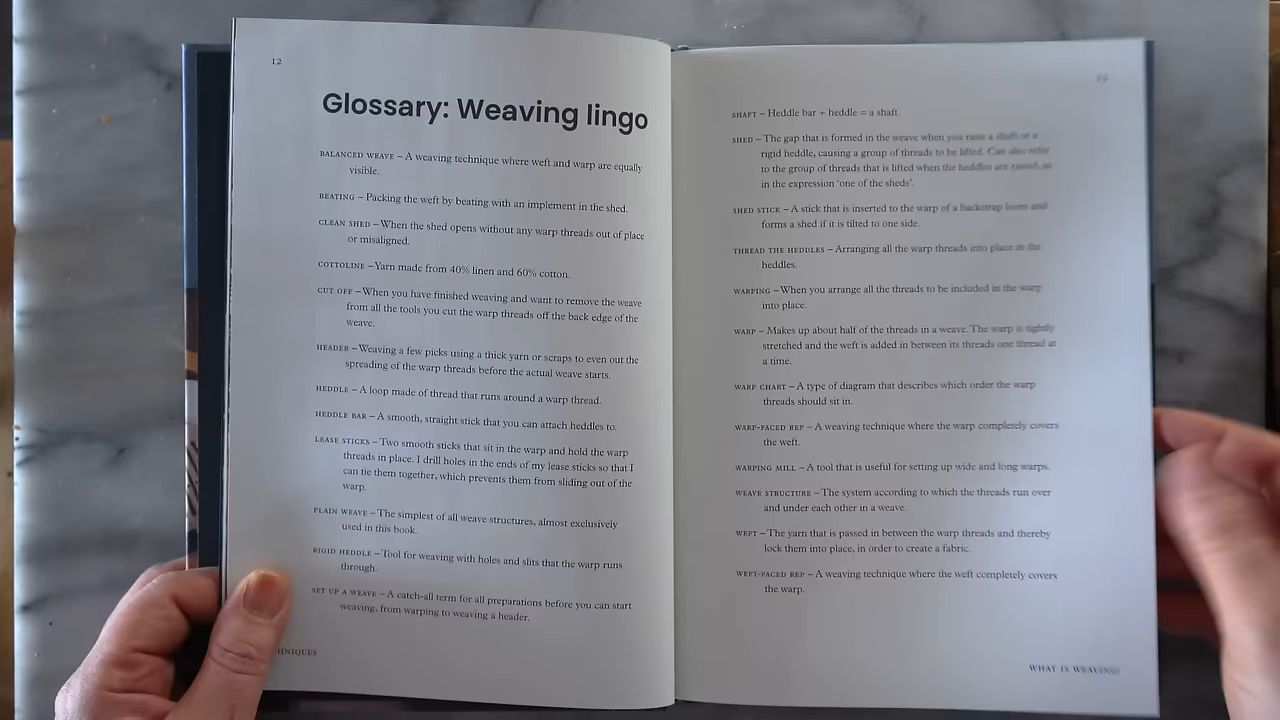 12
Glossary: Weaving lingo
BALANCED WEAVE – A weaving technique where weft and warp are equally
visible.
BEATING – Packing the weft by beating with an implement in the shed.
CLEAN SHED – When the shed opens without any warp threads out of place
or misaligned.
COTTOLINE – Yarn made from 40% linen and 60% cotton.
CUT OFF – When you have finished weaving and want to remove the weave
from all the tools you cut the warp threads off the back edge of the
weave.
HEADER – Weaving a few picks using a thick yarn or scraps to even out the
spreading of the warp threads before the actual weave starts.
HEDDLE – A loop made of thread that runs around a warp thread.
HEDDLE BAR – A smooth, straight stick that you can attach heddles to.
LEASE STICKS – Two smooth sticks that sit in the warp and hold the warp
threads in place. I drill holes in the ends of my lease sticks so that I
can tie them together, which prevents them from sliding out of the
warp.
PLAIN WEAVE – The simplest of all weave structures, almost exclusively
used in this book.
RIGID HEDDLE – Tool for weaving with holes and slits that the warp runs
through.
SET UP A WEAVE – A catch-all term for all preparations before you can start
weaving, from warping to weaving a header.
HNIQUES
13
SHAFT – Heddle bar + heddle = a shaft.
SHED – The gap that is formed in the weave when you raise a shaft or a
rigid heddle, causing a group of threads to be lifted. Can also refer
to the group of threads that is lifted when the heddles are raised, as
in the expression ‘one of the sheds’.
SHED STICK – A stick that is inserted to the warp of a backstrap loom and
forms a shed if it is tilted to one side.
THREAD THE HEDDLES – Arranging all the warp threads into place in the
heddles.
WARPING – When you arrange all the threads to be included in the warp
into place.
WARP – Makes up about half of the threads in a weave. The warp is tightly
stretched and the weft is added in between its threads one thread at
a time.
WARP CHART – A type of diagram that describes which order the warp
threads should sit in.
WARP-FACED REP – A weaving technique where the warp completely covers
the weft.
WARPING MILL – A tool that is useful for setting up wide and long warps.
WEAVE STRUCTURE – The system according to which the threads run over
and under each other in a weave.
WEFT – The yarn that is passed in between the warp threads and thereby
lock them into place, in order to create a fabric.
WEFT-FACED REP – A weaving technique where the weft completely covers
the warp.
WHAT IS WEAVING?